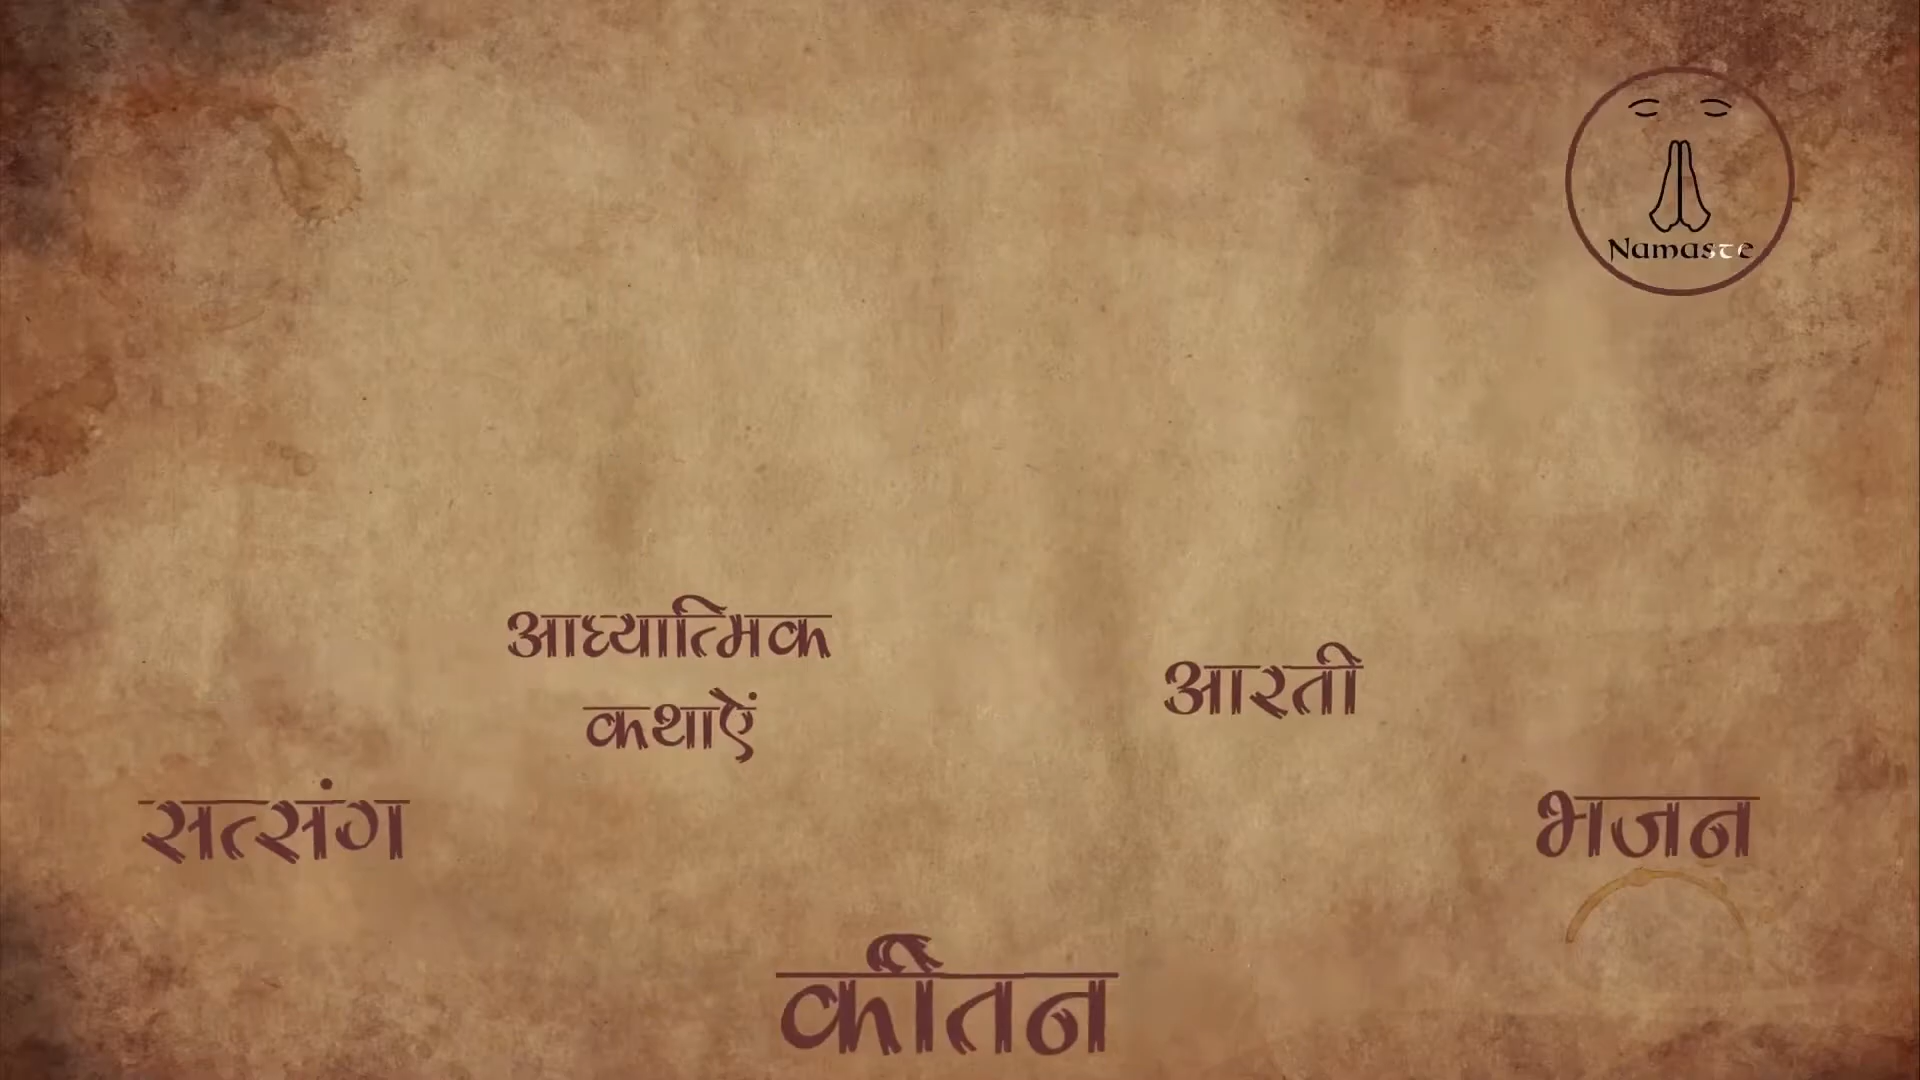 Namaste
आध्यात्मिक
कथाऐं
आरती
सत्संग
भजन
कीर्तन